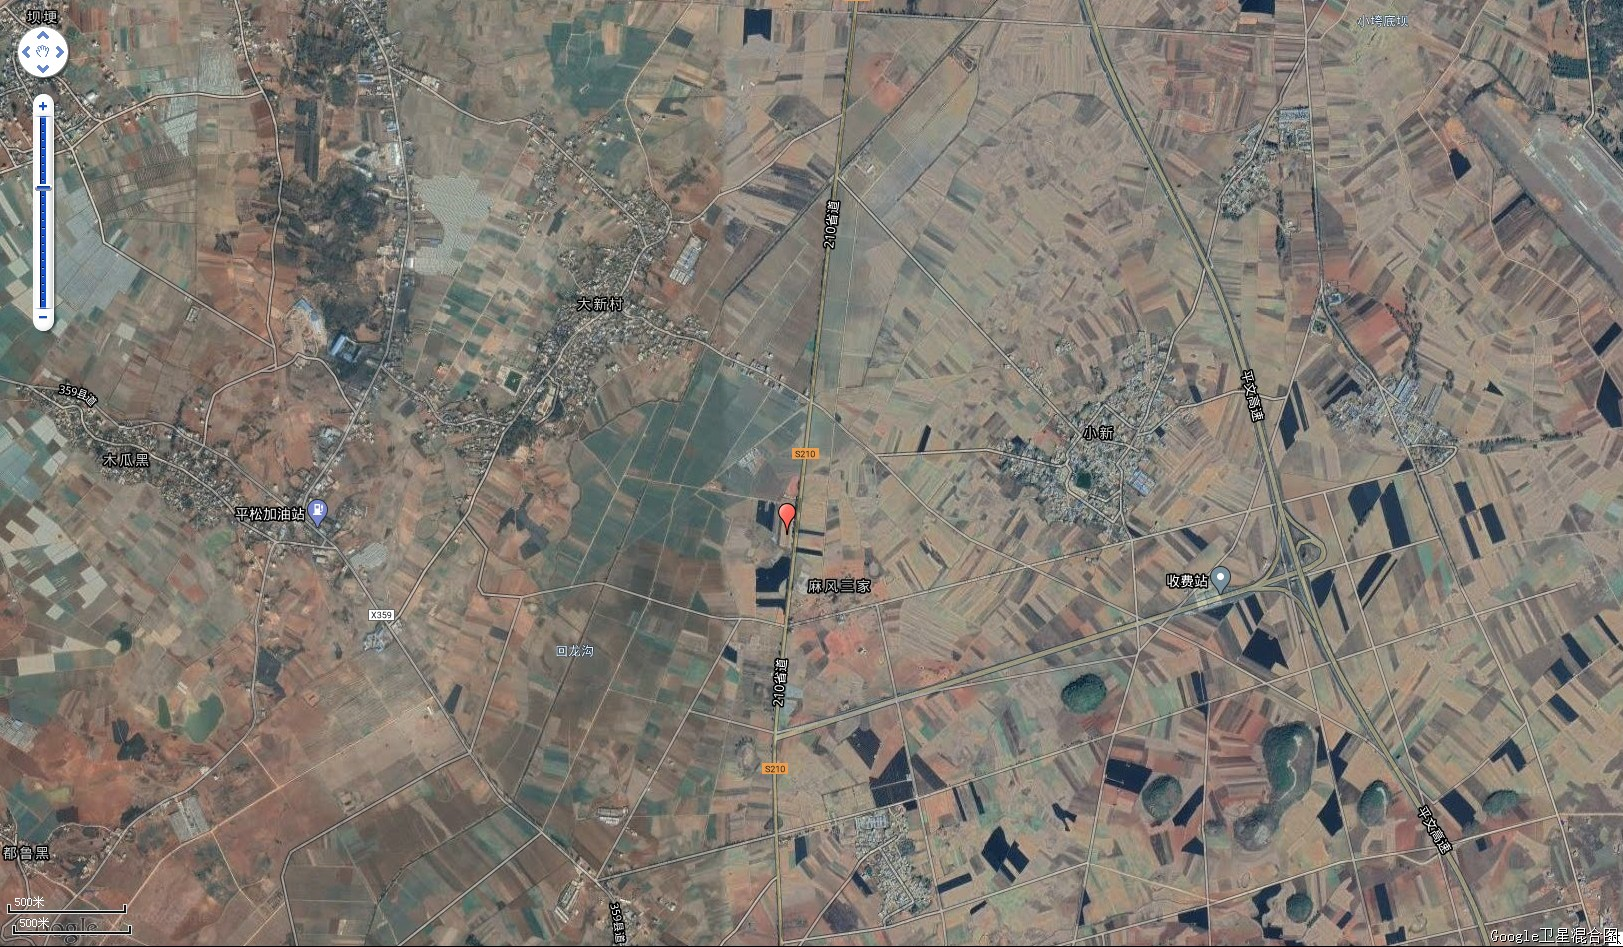 坝埂
小塆底坝
210省道
大新村
359县道
平文高速
小新
木瓜黑
S210
平松加油站
收费站
麻风三家
X359
回龙沟
210省道
S210
平文高速
都鲁黑
500米
500米
359县道
Google卫星混合图